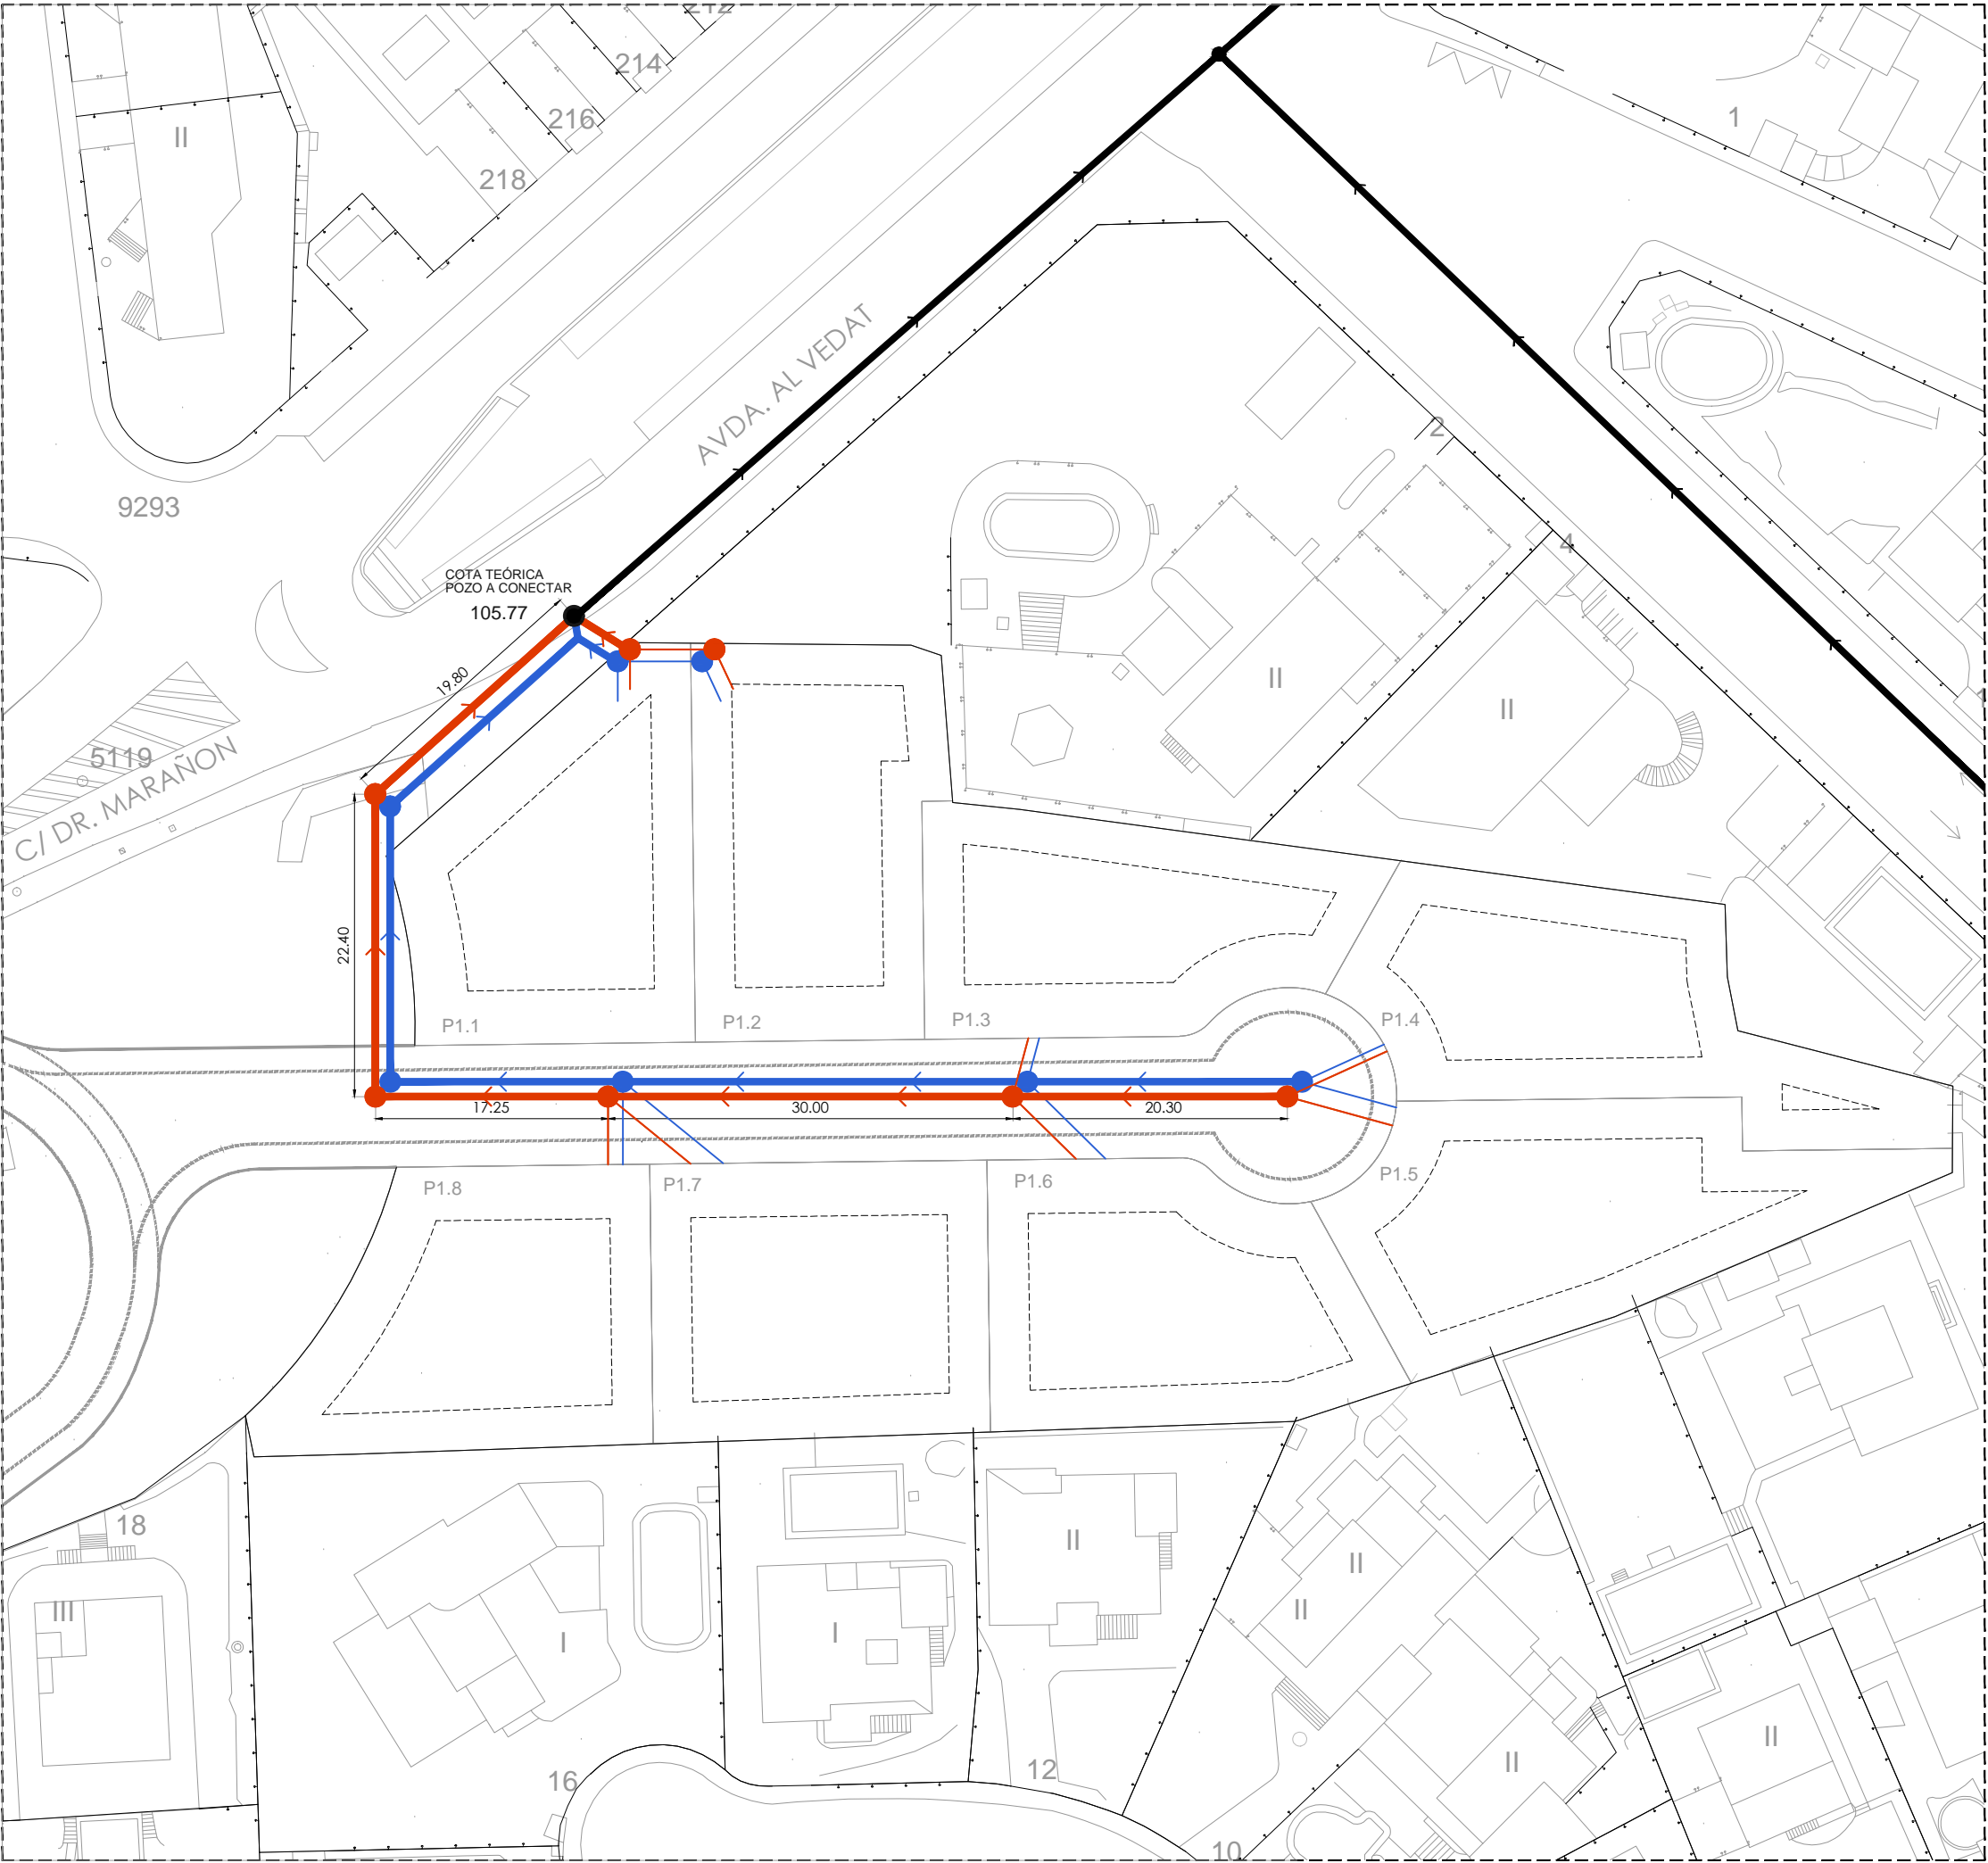 212
214
216
218
II
1
AVDA. AL VEDAT
2
4
9293
COTA TEÓRICA
POZO A CONECTAR
105.77
19.80
5119
C/ DR. MARAÑON
II
II
22.40
P1.1
P1.2
P1.3
P1.4
17.25
30.00
20.30
P1.8
P1.7
P1.6
P1.5
18
III
I
I
II
II
II
II
II
16
12
10